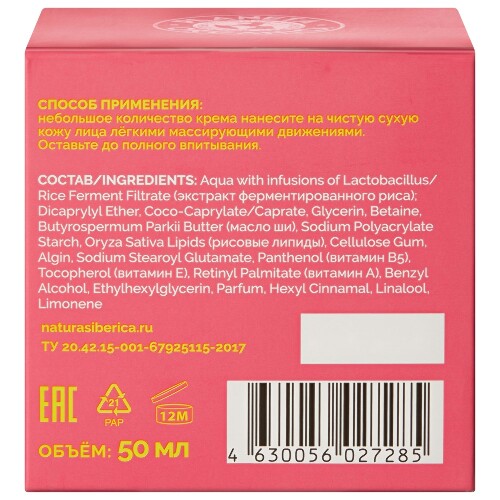 СПОСОБ ПРИМЕНЕНИЯ:
небольшое количество крема нанесите на чистую сухую
кожу лица лёгкими массирующими движениями.
Оставьте до полного впитывания.
СОСТАВ/INGREDIENTS: Aqua with infusions of Lactobacillus/
Rice Ferment Filtrate (экстракт ферментированного риса);
Dicaprylyl Ether, Coco-Caprylate/Caprate, Glycerin, Betaine,
Butyrospermum Parkii Butter (масло ши), Sodium Polyacrylate
Starch, Oryza Sativa Lipids (рисовые липиды), Cellulose Gum,
Algin, Sodium Stearoyl Glutamate, Panthenol (витамин B5),
Tocopherol (витамин E), Retinyl Palmitate (витамин A), Benzyl
Alcohol, Ethylhexylglycerin, Parfum, Hexyl Cinnamal, Linalool,
Limonene
naturasiberica.ru
ТУ 20.42.15-001-67925115-2017
EAC
21
PAP
12M
ОБЪЁМ: 50 МЛ
4 630056 027285